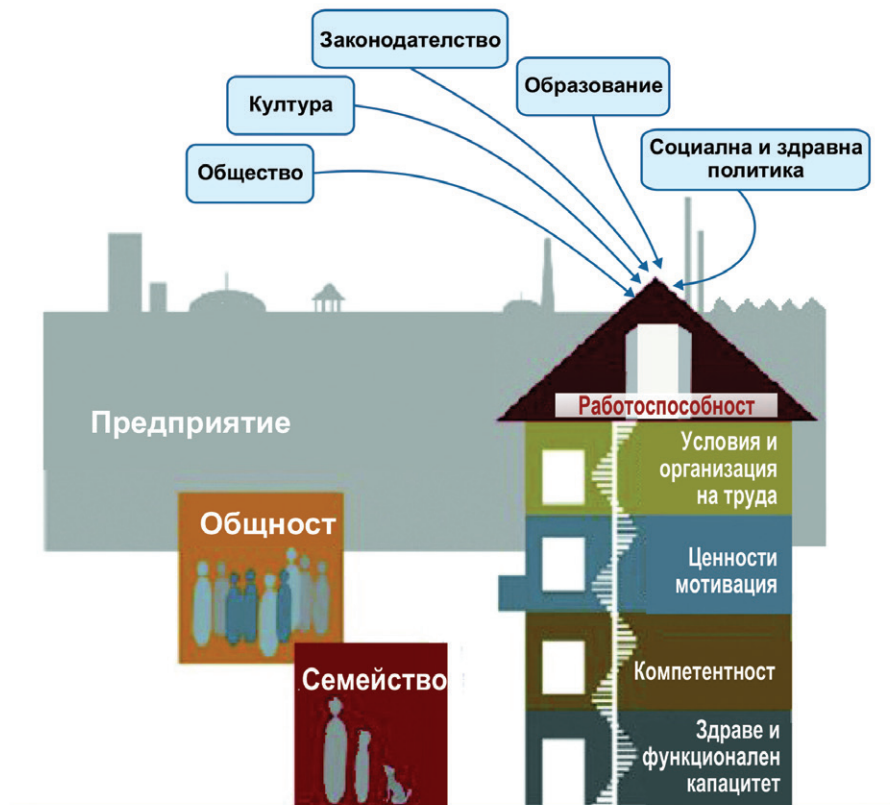 Законодателство
Образование
Култура
Социална и здравна
политика
Общество
Работоспособност
Предприятие
Условия и
организация
на труда
Общност
Ценности
мотивация
Семейство
Компетентност
Здраве и
функционален
капацитет